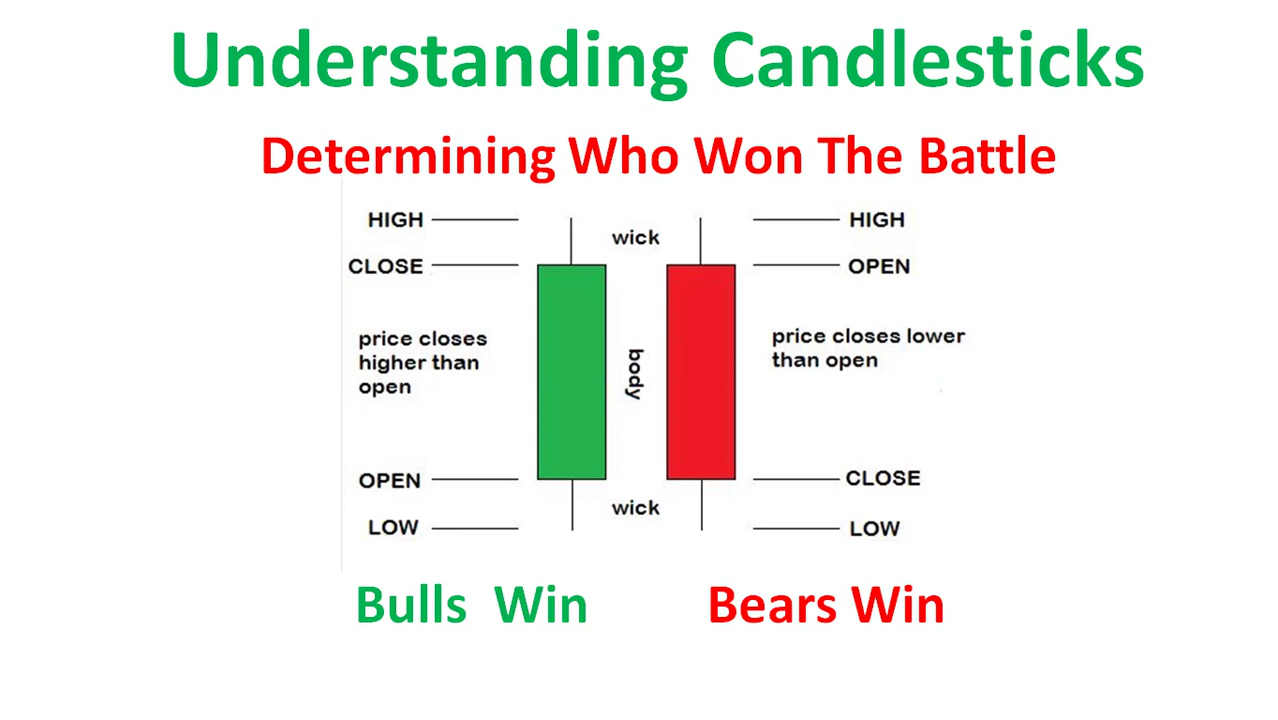 Understanding Candlesticks
Determining Who Won The Battle
HIGH
wick
HIGH
CLOSE
OPEN
price closes
higher than
open
body
price closes lower
than open
OPEN
CLOSE
wick
LOW
LOW
Bulls Win
Bears Win